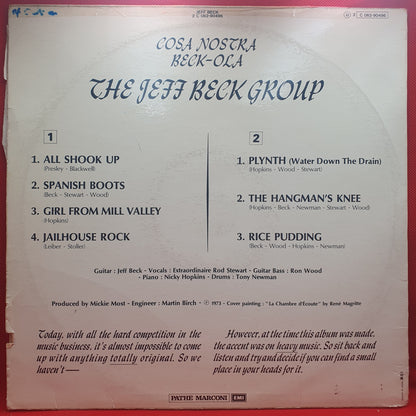 JEFF BECK
2 C 063-90496
2 C 063-90496
COSA NOSTRA
BECK-OLA
THE JEFF BECK GROUP
1
1. ALL SHOOK UP
(Presley - Blackwell)
2. SPANISH BOOTS
(Beck - Stewart - Wood)
3. GIRL FROM MILL VALLEY
(Hopkins)
4. JAILHOUSE ROCK
(Leiber - Stoller)
2
1. PLYNTH (Water Down The Drain)
(Hopkins - Wood - Stewart)
2. THE HANGMAN'S KNEE
(Hopkins - Beck - Newman - Stewart - Wood)
3. RICE PUDDING
(Beck - Wood - Hopkins - Newman)
Guitar : Jeff Beck - Vocals : Extraordinaire Rod Stewart - Guitar Bass : Ron Wood
- Piano : Nicky Hopkins - Drums : Tony Newman
Produced by Mickie Most - Engineer : Martin Birch - ℗ 1973 - Cover painting : "La Chambre d'Ecoute" by René Magritte
Today, with all the hard competition in the
music business, it's almost impossible to come
up with anything totally original. So we
haven't —
However, at the time this album was made,
the accent was on heavy music. So sit back and
listen and try and decide if you can find a small
place in your heads for it.
PATHE MARCONI EMI